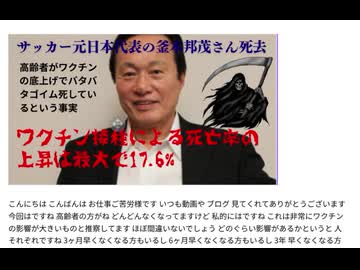 サッカー元日本代表の釜本邦茂さん死去
高齢者がワクチン
の底上げでバタバ
タゴイム死してい
るという事実
ワクチン接種による死亡率の
上昇は最大で17.6%
こんにちは こんばんは お仕事ご苦労様です いつも動画や ブログ 見てくれてありがとうございます
今回はですね 高齢者の方がね どんどんなくなってますけど 私的にはですね これは非常にワクチン
の影響が大きいものと推察してます ほぼ間違いないでしょう どのぐらい影響があるかというと 人
それぞれですね 3ヶ月早くなくなる方もいるし 6ヶ月早くなくなる方もいるし 3年 早くなくなる方